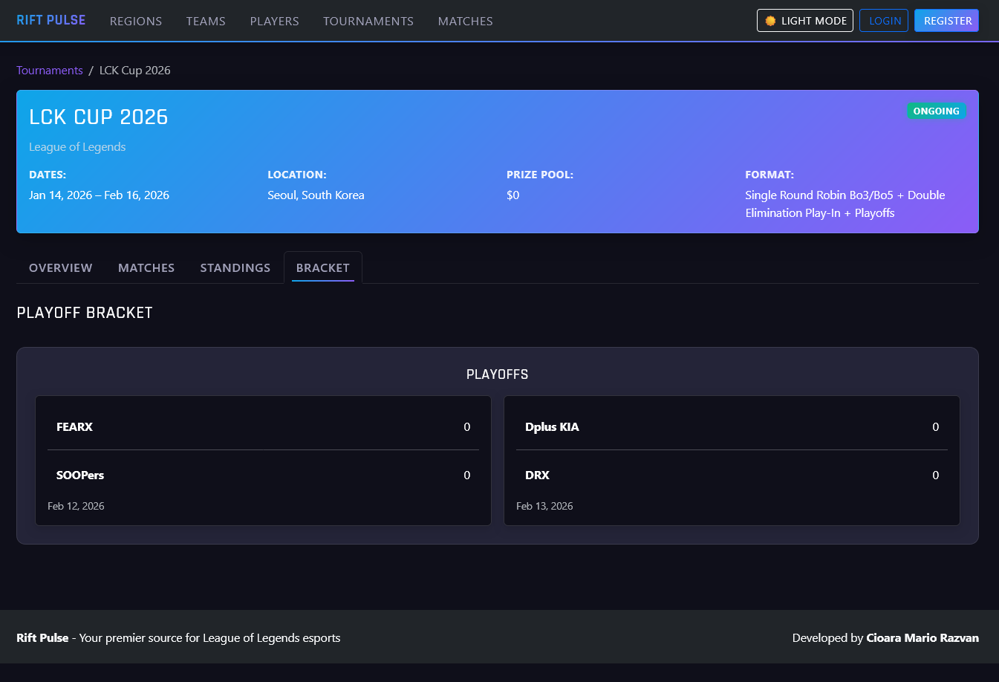 RIFT PULSE REGIONS TEAMS PLAYERS TOURNAMENTS MATCHES LIGHT MODE LOGIN REGISTER
Tournaments / LCK Cup 2026
LCK CUP 2026 ONGOING
League of Legends
DATES: LOCATION: PRIZE POOL: FORMAT:
Jan 14, 2026 – Feb 16, 2026 Seoul, South Korea $0 Single Round Robin Bo3/Bo5 + Double
Elimination Play-In + Playoffs
OVERVIEW MATCHES STANDINGS BRACKET
PLAYOFF BRACKET
PLAYOFFS
FEARX 0
SOOPers 0
Feb 12, 2026
Dplus KIA 0
DRX 0
Feb 13, 2026
Rift Pulse - Your premier source for League of Legends esports Developed by Cioara Mario Razvan